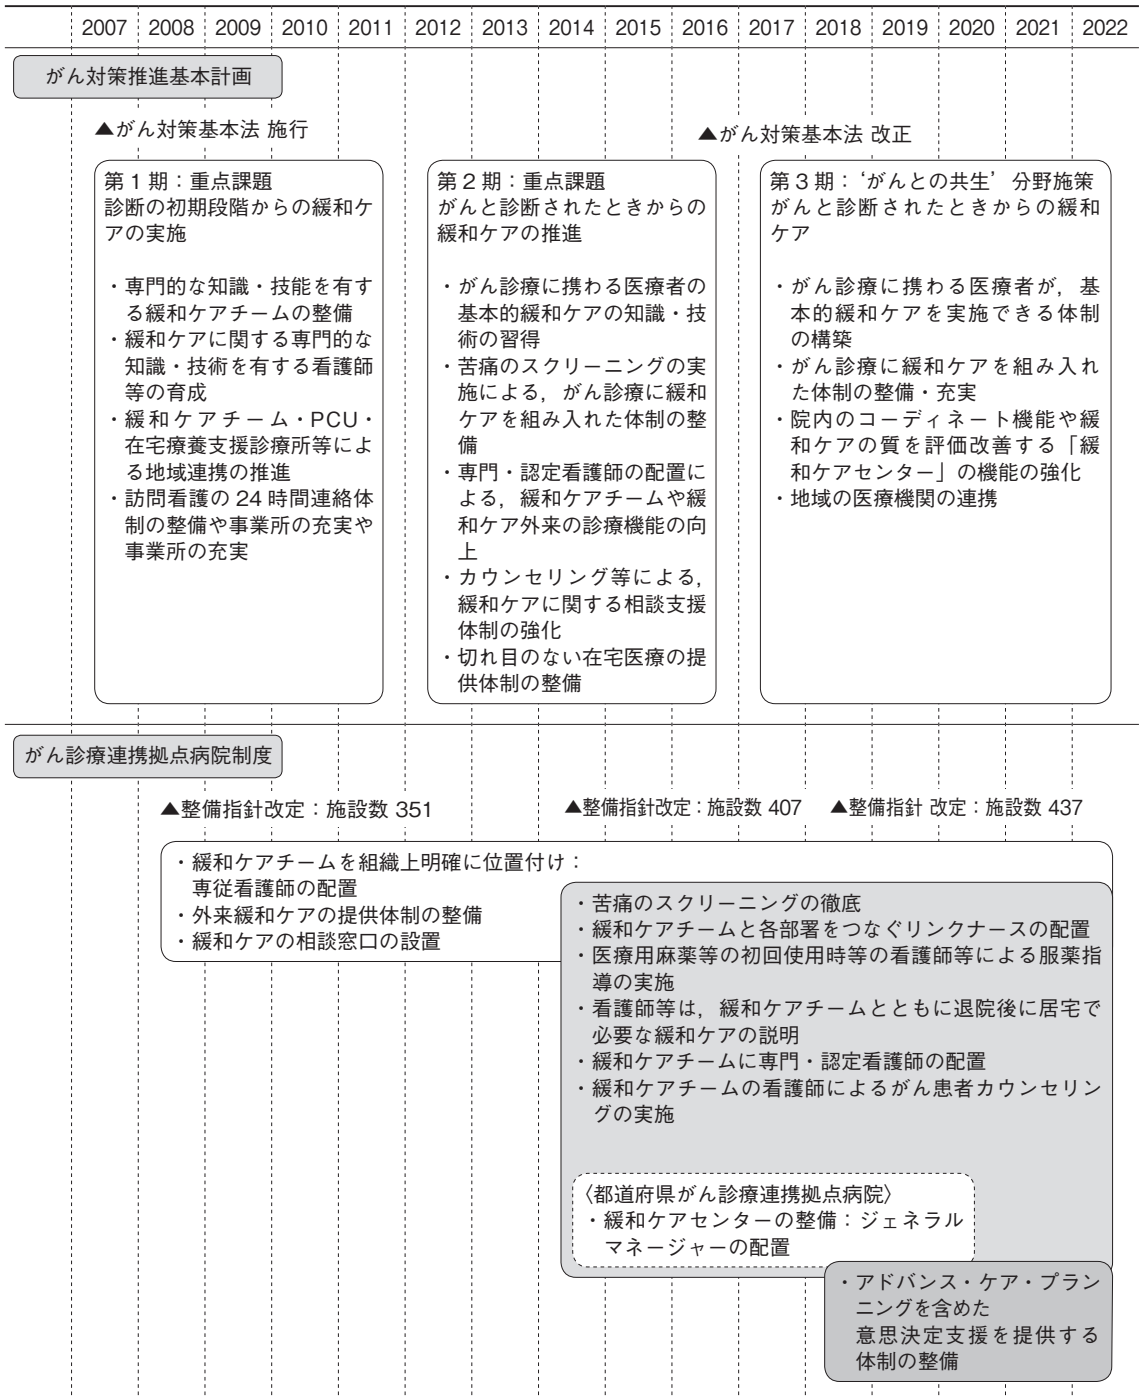 2007 2008 2009 2010 2011 2012 2013 2014 2015 2016 2017 2018 2019 2020 2021 2022
がん対策推進基本計画
▲がん対策基本法 施行
▲がん対策基本法 改正
第1期：重点課題
診断の初期段階からの緩和ケ
アの実施
・専門的な知識・技能を有す
る緩和ケアチームの整備
・緩和ケアに関する専門的な
知識・技術を有する看護師
等の育成
・緩和ケアチーム・PCU・
在宅療養支援診療所等によ
る地域連携の推進
・訪問看護の 24 時間連絡体
制の整備や事業所の充実や
事業所の充実
第2期：重点課題
がんと診断されたときからの
緩和ケアの推進
・がん診療に携わる医療者の
基本的緩和ケアの知識・技
術の習得
・苦痛のスクリーニングの実
施による，がん診療に緩和
ケアを組み入れた体制の整
備
・専門・認定看護師の配置に
よる，緩和ケアチームや緩
和ケア外来の診療機能の向
上
・カウンセリング等による，
緩和ケアに関する相談支援
体制の強化
・切れ目のない在宅医療の提
供体制の整備
第3期：‘がんとの共生’分野施策
がんと診断されたときからの緩和
ケア
・がん診療に携わる医療者が，基
本的緩和ケアを実施できる体制
の構築
・がん診療に緩和ケアを組み入れ
た体制の整備・充実
・院内のコーディネート機能や緩
和ケアの質を評価改善する「緩
和ケアセンター」の機能の強化
・地域の医療機関の連携
がん診療連携拠点病院制度
▲整備指針改定：施設数 351
▲整備指針改定：施設数 407
▲整備指針 改定：施設数 437
・緩和ケアチームを組織上明確に位置付け：
専従看護師の配置
・外来緩和ケアの提供体制の整備
・緩和ケアの相談窓口の設置
・苦痛のスクリーニングの徹底
・緩和ケアチームと各部署をつなぐリンクナースの配置
・医療用麻薬等の初回使用時等の看護師等による服薬指
導の実施
・看護師等は，緩和ケアチームとともに退院後に居宅で
必要な緩和ケアの説明
・緩和ケアチームに専門・認定看護師の配置
・緩和ケアチームの看護師によるがん患者カウンセリン
グの実施
〈都道府県がん診療連携拠点病院〉
・緩和ケアセンターの整備：ジェネラル
マネージャーの配置
・アドバンス・ケア・プラン
ニングを含めた
意思決定支援を提供する
体制の整備